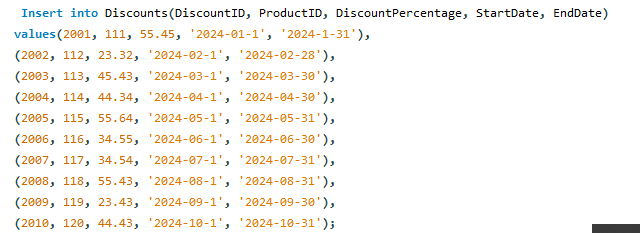 Insert into Discounts(DiscountID, ProductID, DiscountPercentage, StartDate, EndDate)
values(2001, 111, 55.45, '2024-01-1', '2024-1-31'),
(2002, 112, 23.32, '2024-02-1', '2024-02-28'),
(2003, 113, 45.43, '2024-03-1', '2024-03-30'),
(2004, 114, 44.34, '2024-04-1', '2024-04-30'),
(2005, 115, 55.64, '2024-05-1', '2024-05-31'),
(2006, 116, 34.55, '2024-06-1', '2024-06-30'),
(2007, 117, 34.54, '2024-07-1', '2024-07-31'),
(2008, 118, 55.43, '2024-08-1', '2024-08-31'),
(2009, 119, 23.43, '2024-09-1', '2024-09-30'),
(2010, 120, 44.43, '2024-10-1', '2024-10-31');